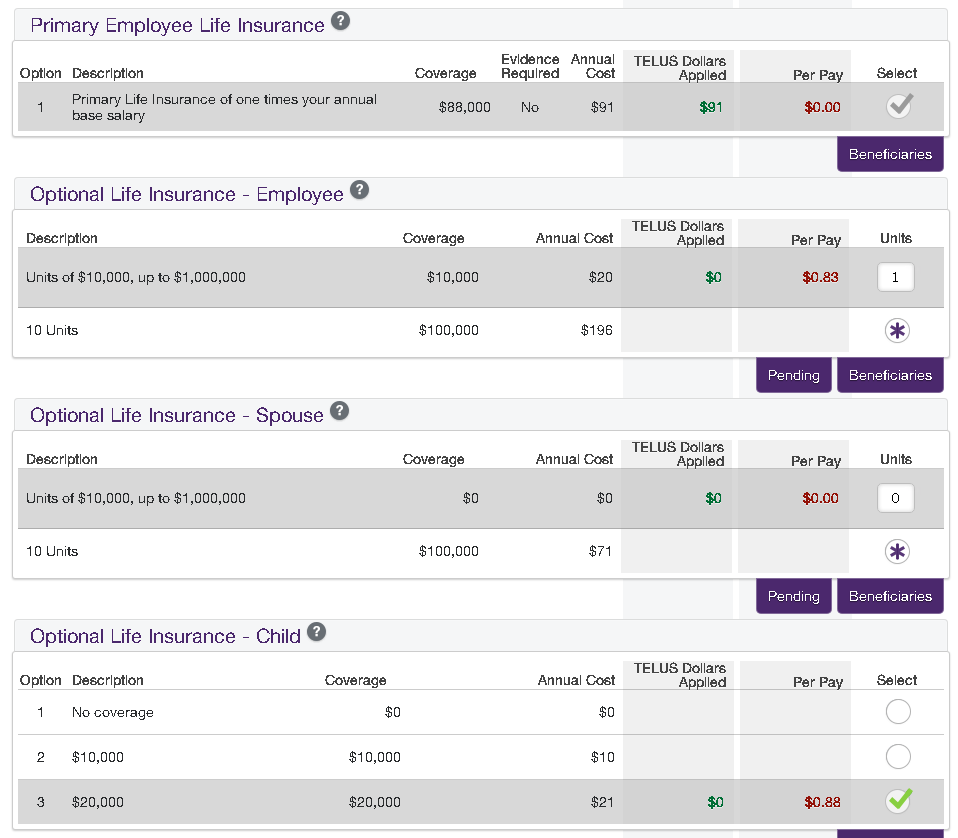 Primary Employee Life Insurance ?
Option Description Coverage Evidence Required Annual Cost TELUS Dollars Applied Per Pay Select
1 Primary Life Insurance of one times your annual base salary $88,000 No $91 $91 $0.00
Beneficiaries
Optional Life Insurance - Employee ?
Description Coverage Annual Cost TELUS Dollars Applied Per Pay Units
Units of $10,000, up to $1,000,000 $10,000 $20 $0 $0.83 1
10 Units $100,000 $196 *
Pending Beneficiaries
Optional Life Insurance - Spouse ?
Description Coverage Annual Cost TELUS Dollars Applied Per Pay Units
Units of $10,000, up to $1,000,000 $0 $0 $0 $0.00 0
10 Units $100,000 $71 *
Pending Beneficiaries
Optional Life Insurance - Child ?
Option Description Coverage Annual Cost TELUS Dollars Applied Per Pay Select
1 No coverage $0 $0
2 $10,000 $10,000 $10
3 $20,000 $20,000 $21 $0 $0.88